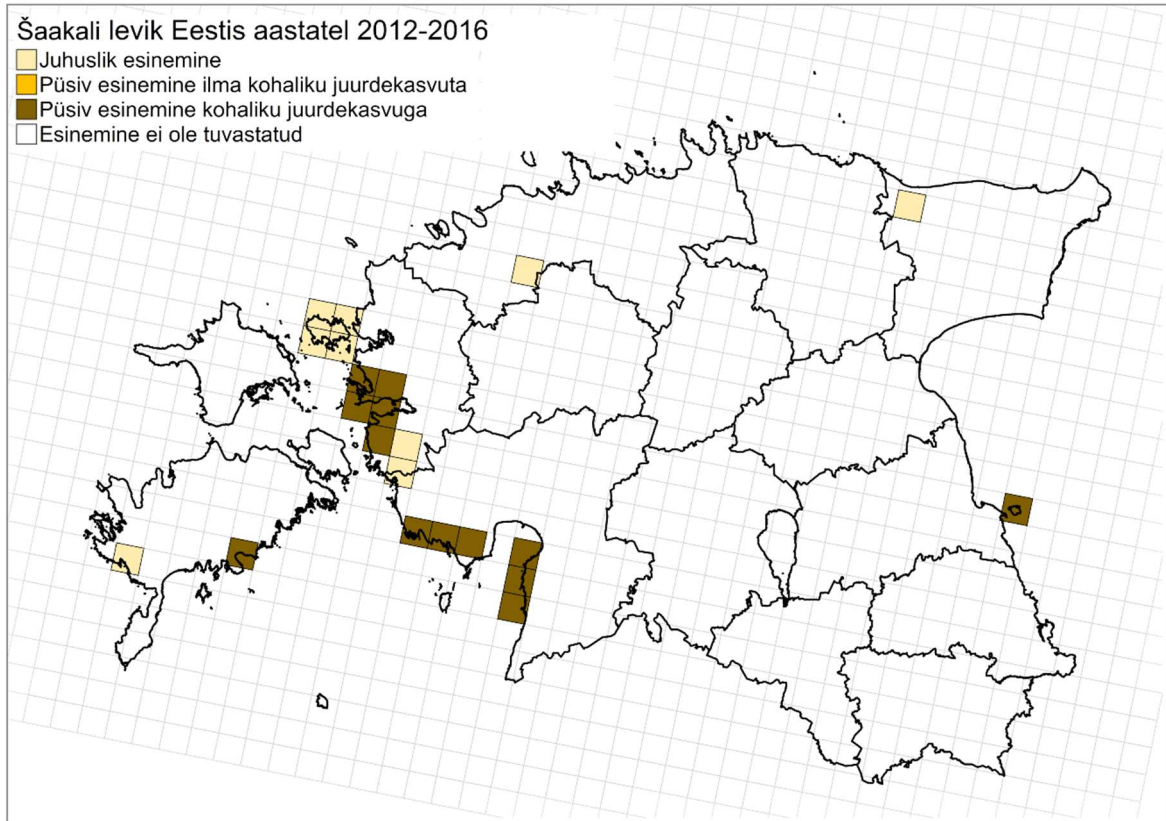 Šaakali levik Eestis aastatel 2012-2016
Juhuslik esinemine
Püsiv esinemine ilma kohaliku juurdekasvuta
Püsiv esinemine kohaliku juurdekasvuga
Esinemine ei ole tuvastatud